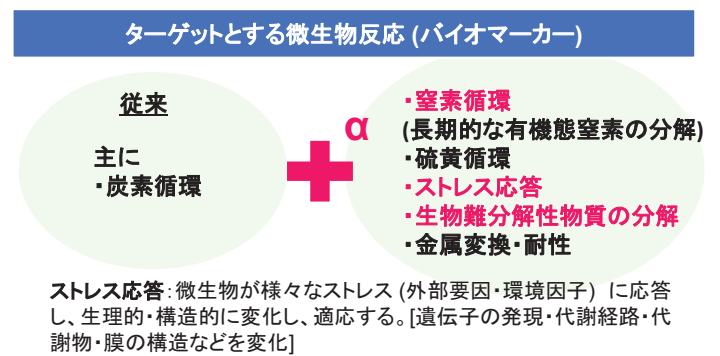 ターゲットとする微生物反応 (バイオマーカー)
従来
主に
・炭素循環
+
α
・窒素循環
(長期的な有機態窒素の分解)
・硫黄循環
・ストレス応答
・生物難分解性物質の分解
・金属変換・耐性
ストレス応答:微生物が様々なストレス (外部要因・環境因子) に応答
し、生理的・構造的に変化し、適応する。[遺伝子の発現・代謝経路・代
謝物・膜の構造などを変化]